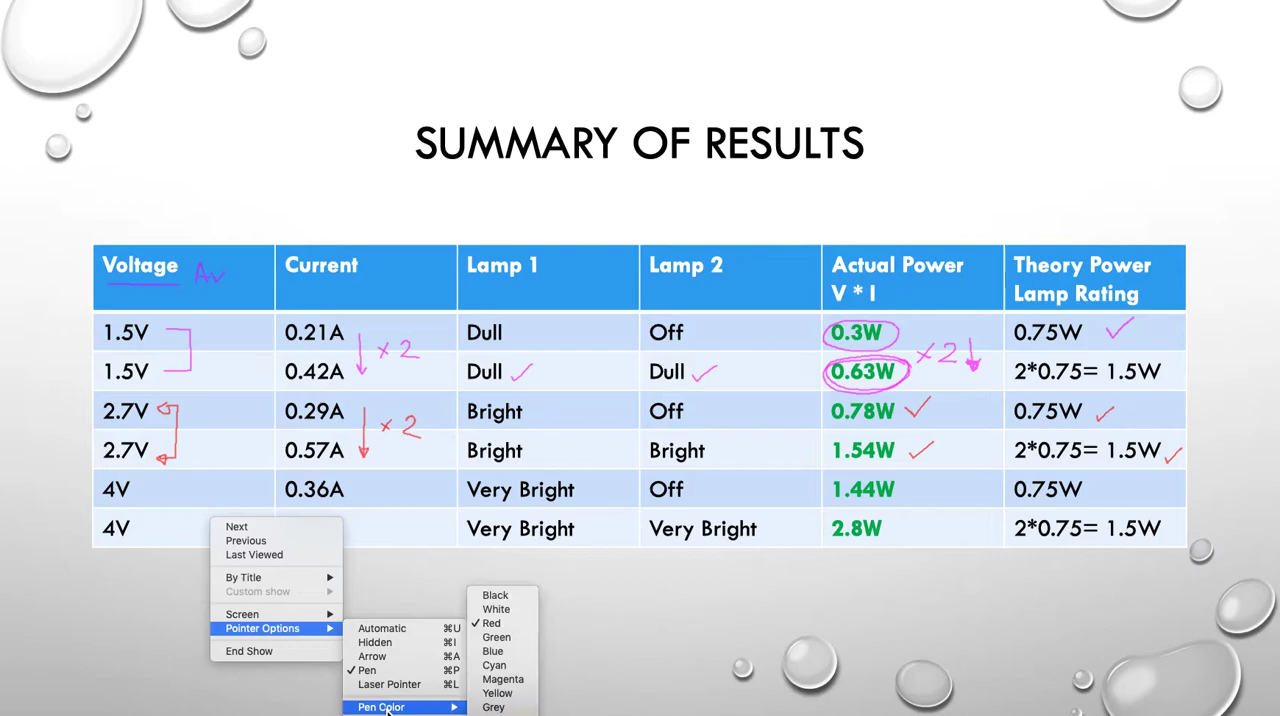 SUMMARY OF RESULTS
Voltage Av Current Lamp 1 Lamp 2 Actual Power V * I Theory Power Lamp Rating
1.5V 0.21A Dull Off 0.3W 0.75W
× 2 × 2
1.5V 0.42A Dull Dull 0.63W 2*0.75= 1.5W
2.7V 0.29A Bright Off 0.78W 0.75W
× 2
2.7V 0.57A Bright Bright 1.54W 2*0.75= 1.5W
4V 0.36A Very Bright Off 1.44W 0.75W
4V Very Bright Very Bright 2.8W 2*0.75= 1.5W
Next
Previous
Last Viewed
By Title
Custom show
Screen
Pointer Options
End Show
Automatic ⌘U
Hidden ⌘I
Arrow ⌘A
Pen ⌘P
Laser Pointer ⌘L
Pen Color
Black
White
Red
Green
Blue
Cyan
Magenta
Yellow
Grey